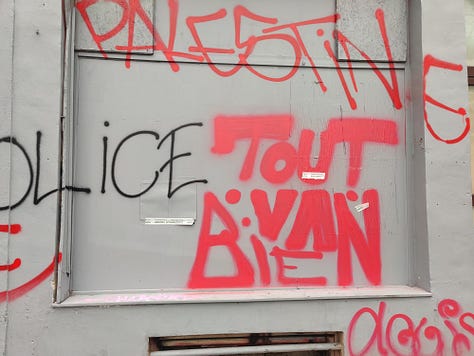 PALESTINE
OLiCE
TOUT
VA
BIEN